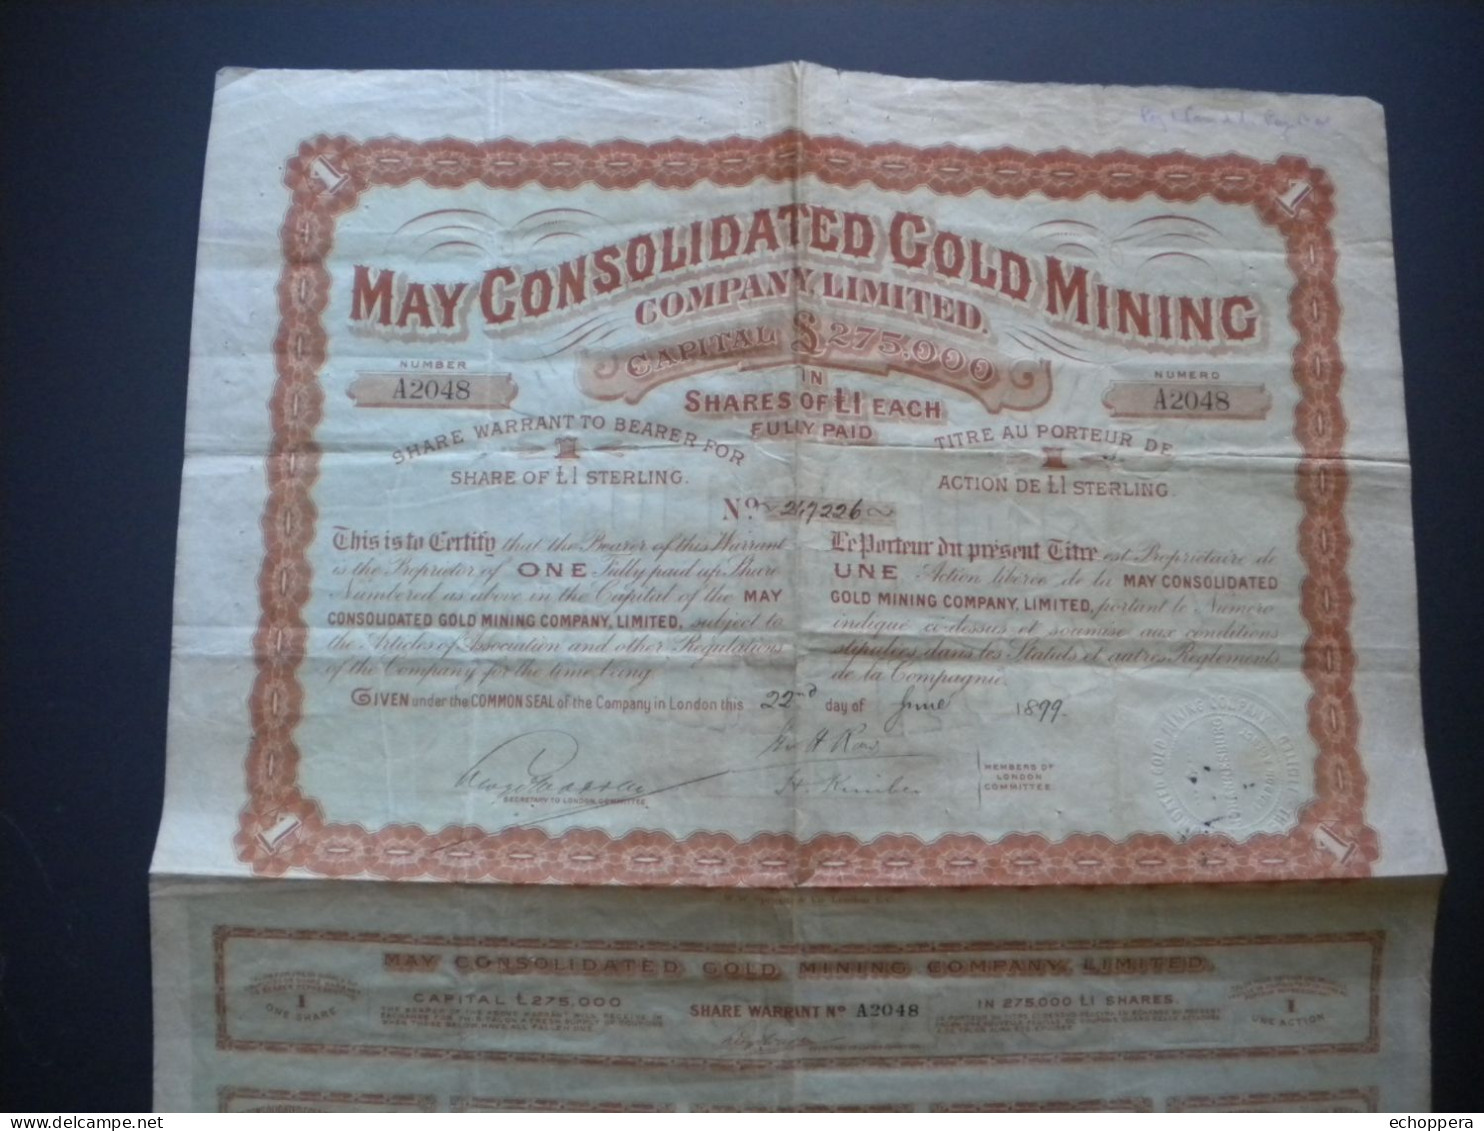 1
1
MAY CONSOLIDATED GOLD MINING
COMPANY, LIMITED.
CAPITAL £275,000
IN
SHARES OF £1 EACH
FULLY PAID
NUMBER
A2048
NUMERO
A2048
SHARE WARRANT TO BEARER FOR
1
SHARE OF £1 STERLING.
TITRE AU PORTEUR DE
1
ACTION DE £1 STERLING.
No. 247226
This is to Certify that the Bearer of this Warrant
is the Proprietor of ONE Fully paid up Share
Numbered as above in the Capital of the MAY
CONSOLIDATED GOLD MINING COMPANY, LIMITED, subject to
the Articles of Association and other Regulations
of the Company for the time being.
Le Porteur du présent Titre est Propriétaire de
UNE Action libérée de la MAY CONSOLIDATED
GOLD MINING COMPANY, LIMITED, portant le Numéro
indiqué ci-dessus et soumise aux conditions
stipulées dans les Statuts et autres Règlements
de la Compagnie.
GIVEN under the COMMON SEAL of the Company in London this 22nd day of June 1899.
SECRETARY TO LONDON COMMITTEE
H. Kimber
MEMBERS OF
LONDON
COMMITTEE
1
1
MAY CONSOLIDATED GOLD MINING COMPANY, LIMITED.
CAPITAL £275,000
SHARE WARRANT No A2048
IN 275,000 £1 SHARES.
1
ONE SHARE
1
UNE ACTION
echoppera